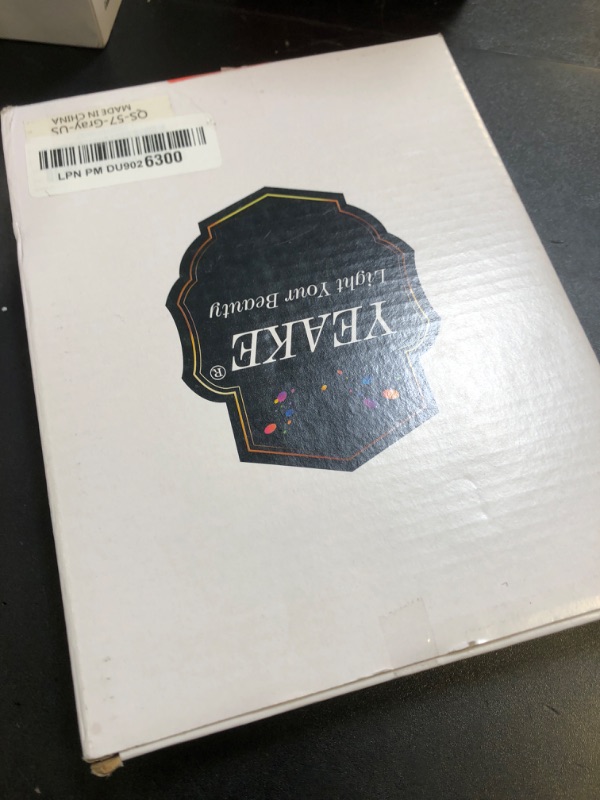 QS-57-Gray-US
MADE IN CHINA
LPN PM DU902 6300
YEAKE®
Light Your Beauty